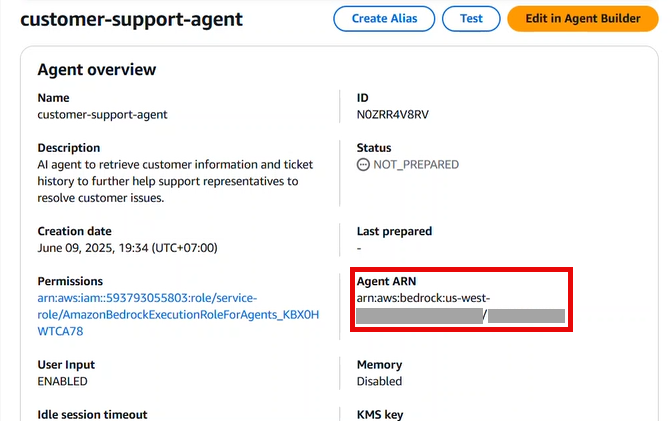 customer-support-agent
Create Alias
Test
Edit in Agent Builder
Agent overview
Name
customer-support-agent
ID
N0ZRR4V8RV
Description
AI agent to retrieve customer information and ticket
history to further help support representatives to
resolve customer issues.
Status
NOT_PREPARED
Creation date
June 09, 2025, 19:34 (UTC+07:00)
Last prepared
-
Permissions
arn:aws:iam::593793055803:role/service-
role/AmazonBedrockExecutionRoleForAgents_KBX0H
WTCA78
Agent ARN
arn:aws:bedrock:us-west-
/
User Input
ENABLED
Memory
Disabled
Idle session timeout
KMS key